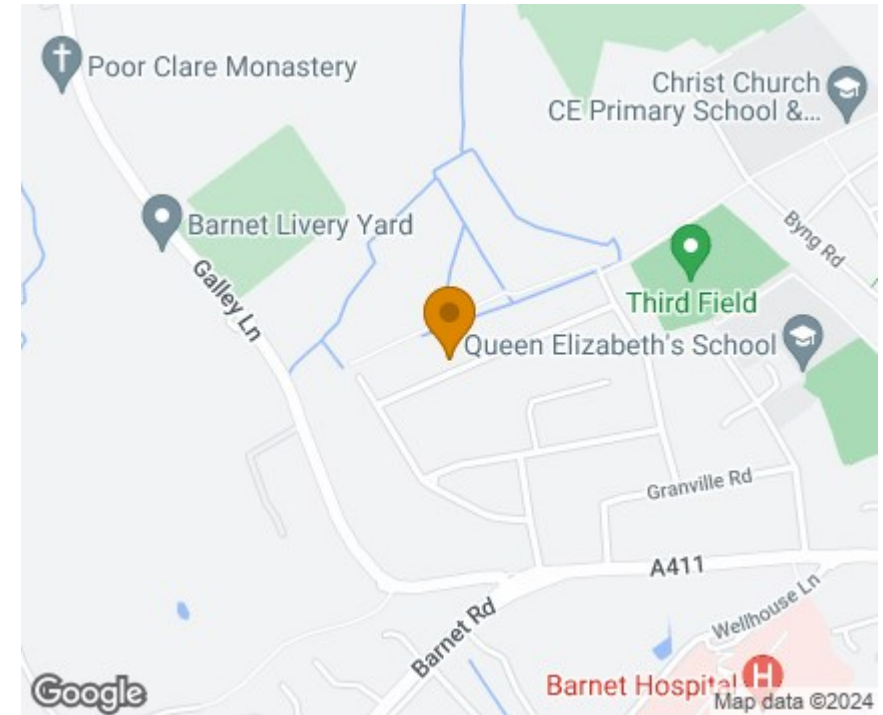 Poor Clare Monastery
Christ Church
CE Primary School &...
Barnet Livery Yard
Byng Rd
Galley Ln
Third Field
Queen Elizabeth's School
Granville Rd
A411
Wellhouse Ln
Barnet Rd
Barnet Hospital
H
Google
Map data ©2024